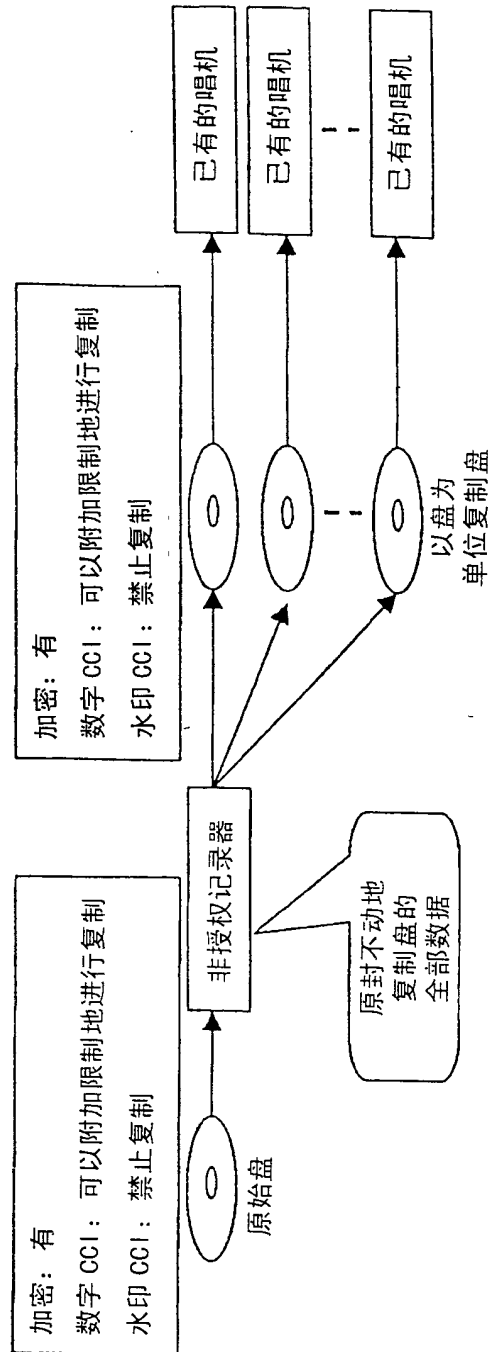 加密: 有
数字 CCI: 可以附加限制地进行复制
水印 CCI: 禁止复制
原始盘
非授权记录器
原封不动地
复制盘的
全部数据
加密: 有
数字 CCI: 可以附加限制地进行复制
水印 CCI: 禁止复制
以盘为
单位复制盘
已有的唱机
已有的唱机
已有的唱机